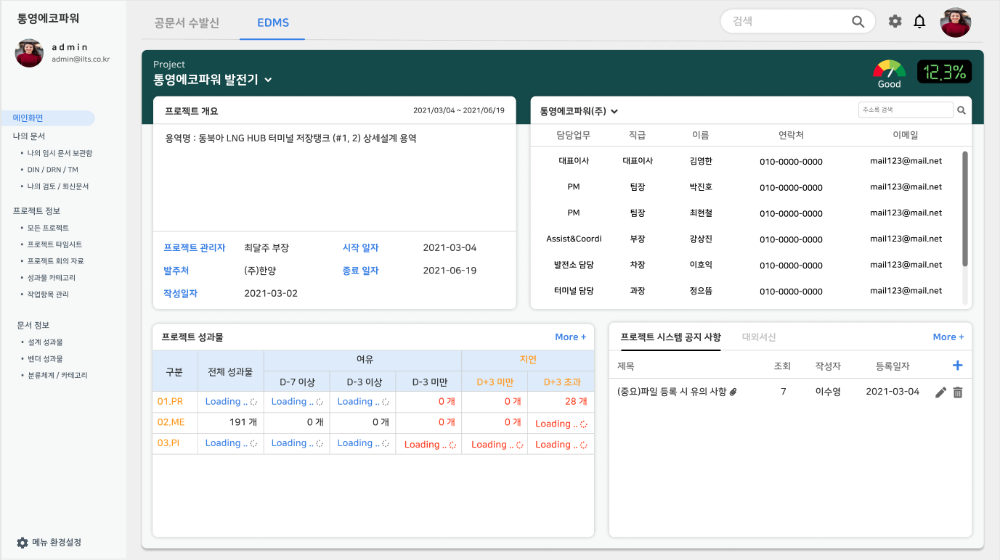 통영에코파워
admin
admin@ilts.co.kr
메인화면
나의 문서
• 나의 임시 문서 보관함
• DIN / DRN / TM
• 나의 검토 / 회신문서
프로젝트 정보
• 모든 프로젝트
• 프로젝트 타임시트
• 프로젝트 회의 자료
• 성과물 카테고리
• 작업항목 관리
문서 정보
• 설계 성과물
• 벤더 성과물
• 분류체계 / 카테고리
메뉴 환경설정
공문서 수발신 EDMS 검색
Project
통영에코파워 발전기
Good 12.3%
프로젝트 개요 2021/03/04 ~ 2021/06/19
용역명 : 동북아 LNG HUB 터미널 저장탱크 (#1, 2) 상세설계 용역
프로젝트 관리자 최달주 부장 시작 일자 2021-03-04
발주처 (주)한양 종료 일자 2021-06-19
작성일자 2021-03-02
통영에코파워(주) 주소록 검색
담당업무 직급 이름 연락처 이메일
대표이사 대표이사 김영한 010-0000-0000 mail123@mail.net
PM 팀장 박진호 010-0000-0000 mail123@mail.net
PM 팀장 최현철 010-0000-0000 mail123@mail.net
Assist&Coordi 부장 강상진 010-0000-0000 mail123@mail.net
발전소 담당 차장 이호익 010-0000-0000 mail123@mail.net
터미널 담당 과장 정으뜸 010-0000-0000 mail123@mail.net
프로젝트 성과물 More +
구분 전체 성과물 여유 지연
D-7 이상 D-3 이상 D-3 미만 D+3 미만 D+3 초과
01.PR Loading .. Loading .. Loading .. 0 개 0 개 28 개
02.ME 191 개 0 개 0 개 0 개 0 개 Loading ..
03.PI Loading .. Loading .. Loading .. Loading .. Loading .. Loading ..
프로젝트 시스템 공지 사항 대외서신 More +
제목 조회 작성자 등록일자 +
(중요)파일 등록 시 유의 사항 7 이수영 2021-03-04